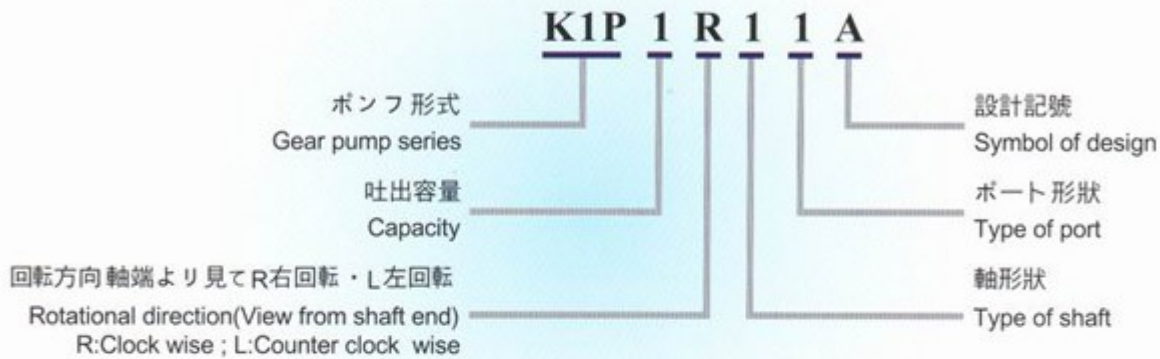 K1P 1 R 1 1 A
ポンフ形式
Gear pump series
吐出容量
Capacity
回転方向軸端より見てR右回転・L左回転
Rotational direction(View from shaft end)
R:Clock wise ; L:Counter clock wise
設計記號
Symbol of design
ポート形狀
Type of port
軸形狀
Type of shaft